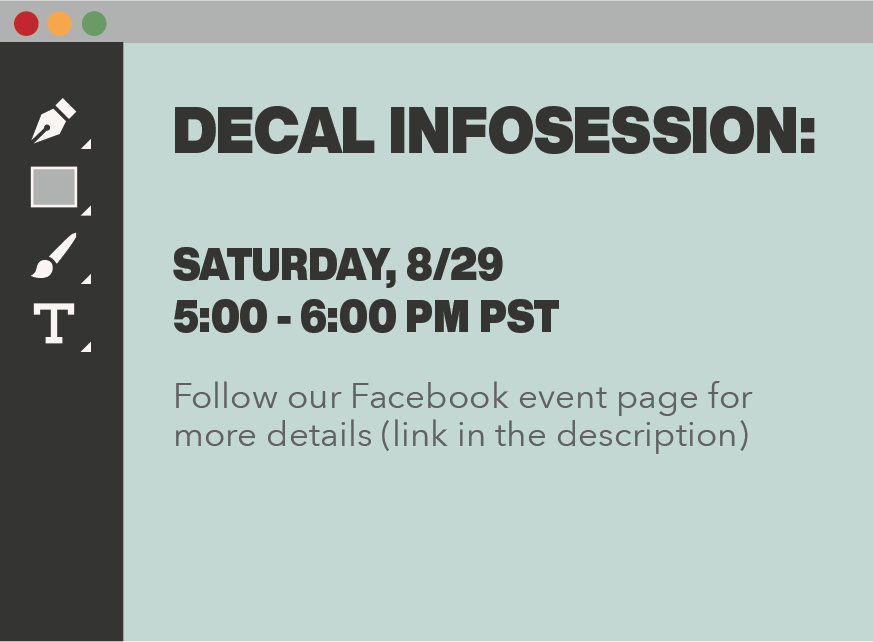 DECAL INFOSESSION:
SATURDAY, 8/29
5:00 - 6:00 PM PST
Follow our Facebook event page for
more details (link in the description)
T